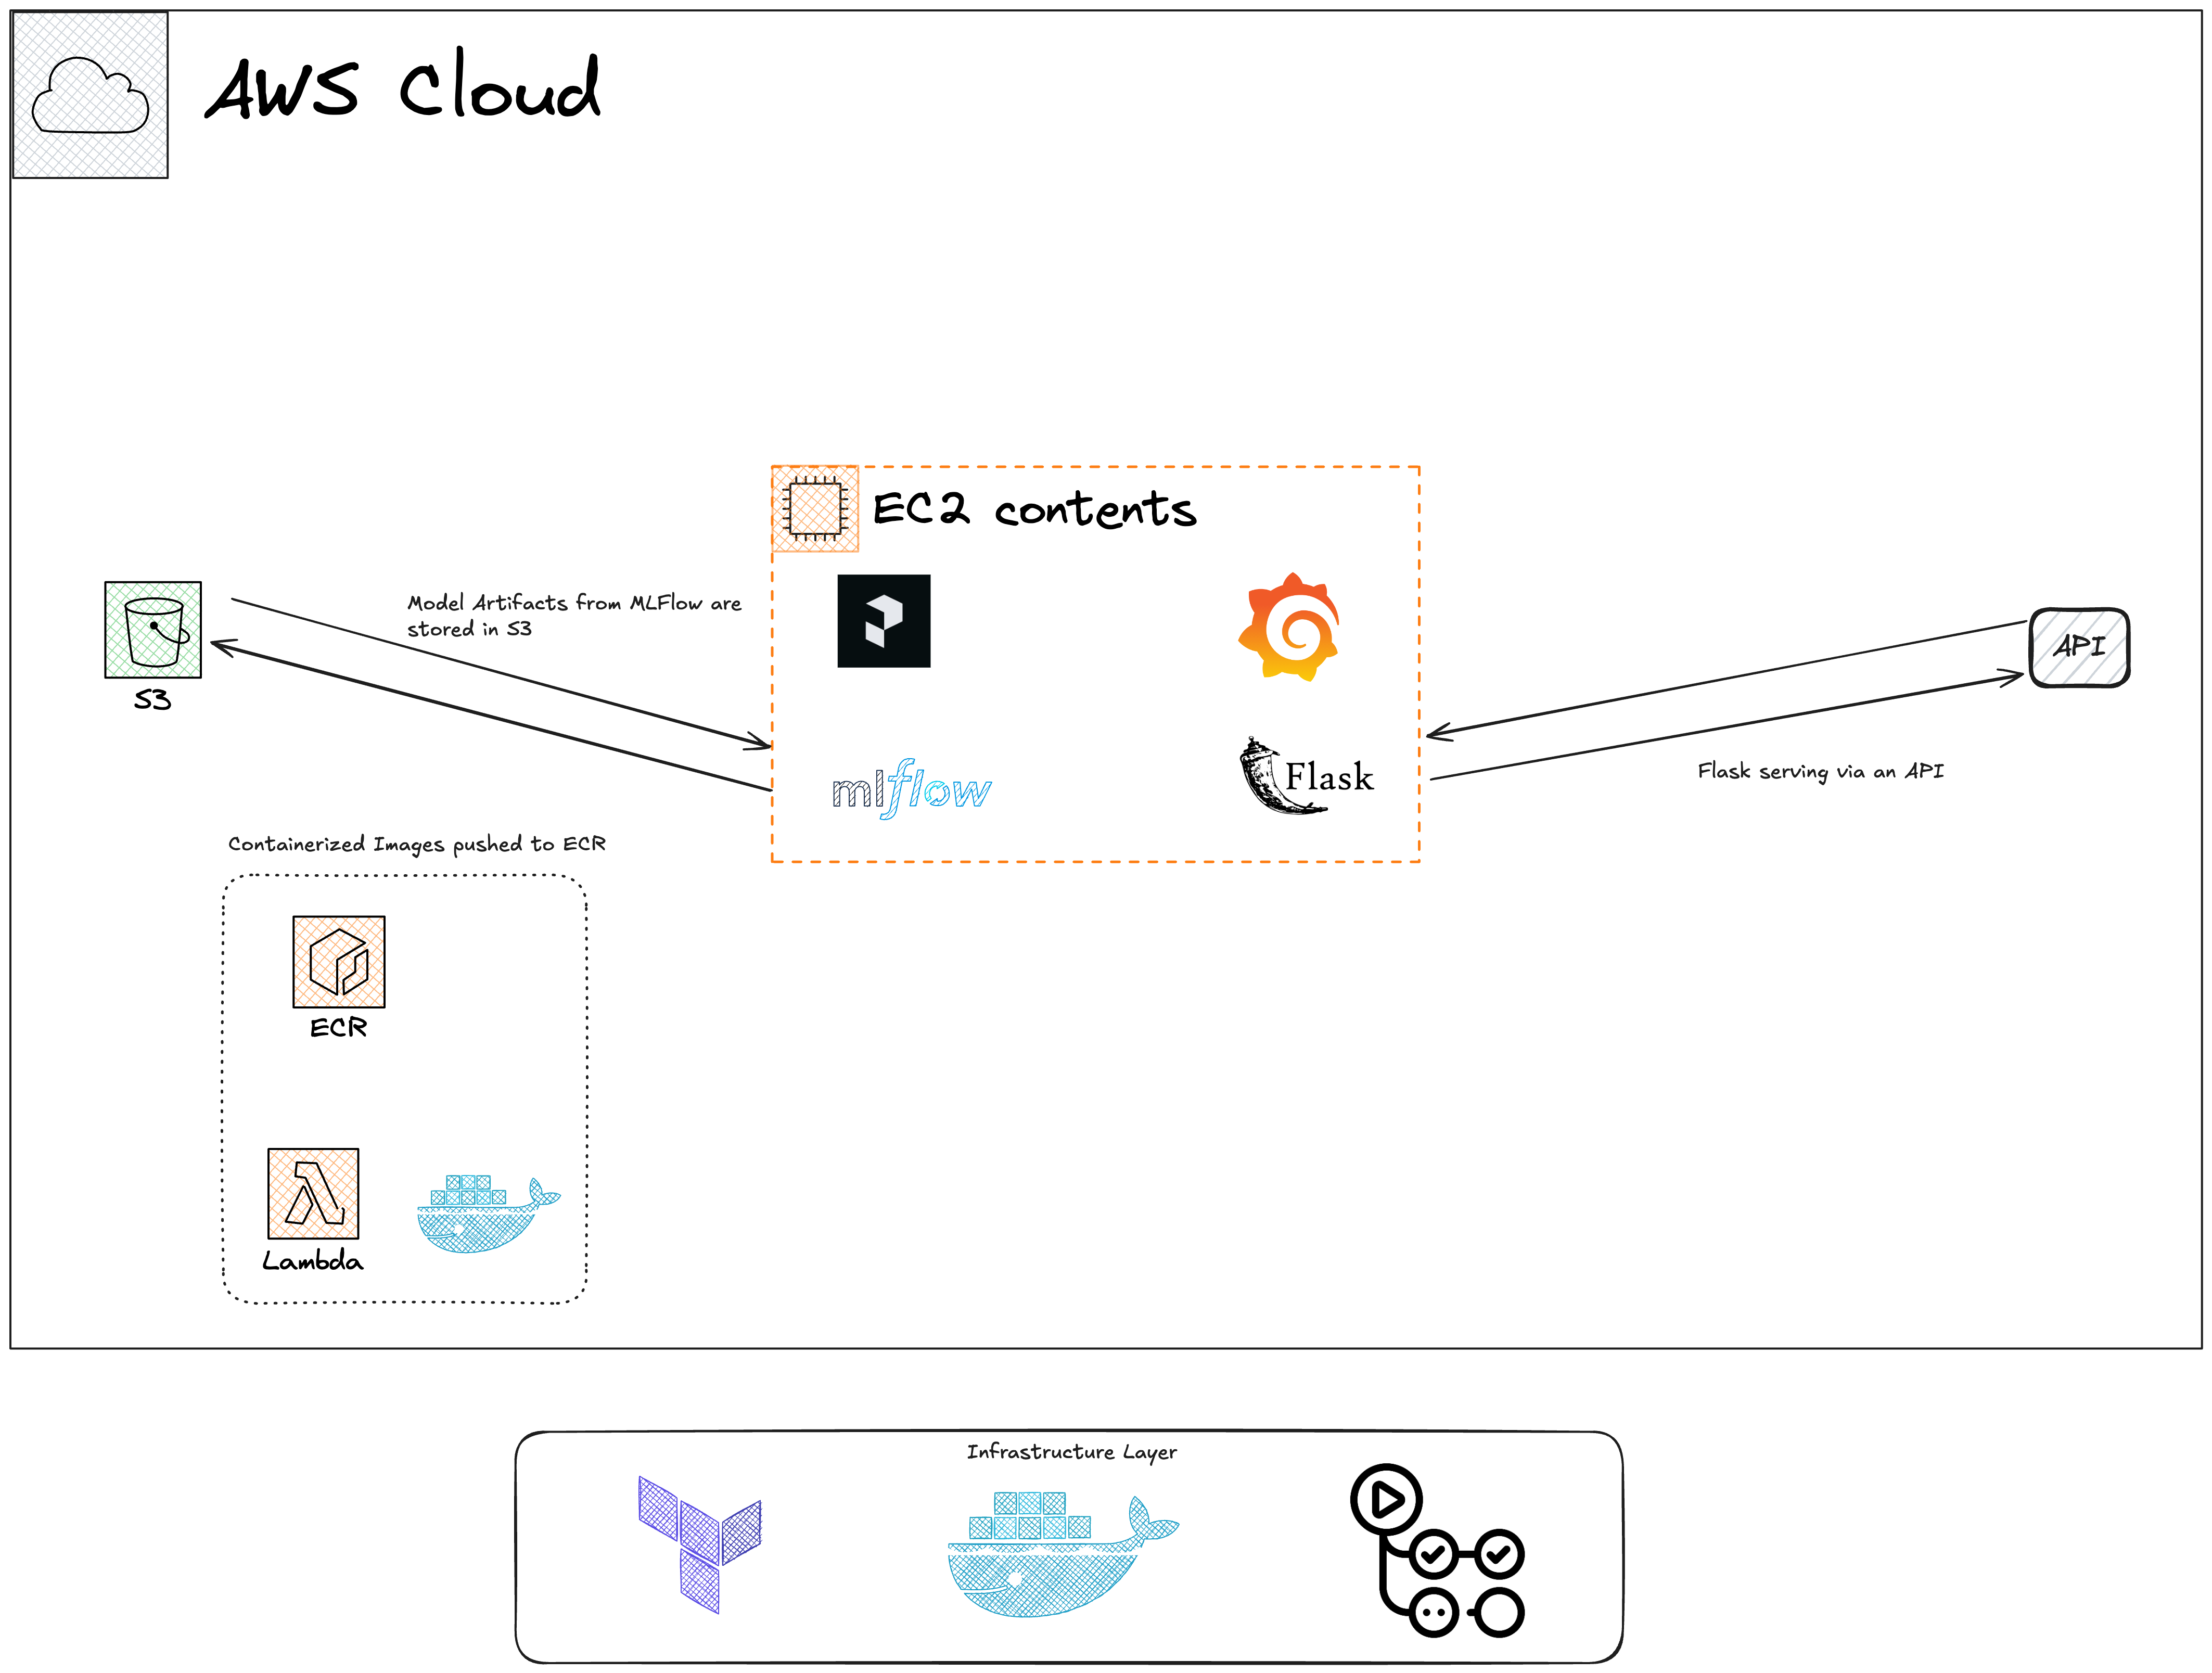 AWS Cloud
EC2 contents
Model Artifacts from MLFlow are
stored in S3
S3
API
mlflow
Flask
Flask serving via an API
Containerized Images pushed to ECR
ECR
Lambda
Infrastructure Layer